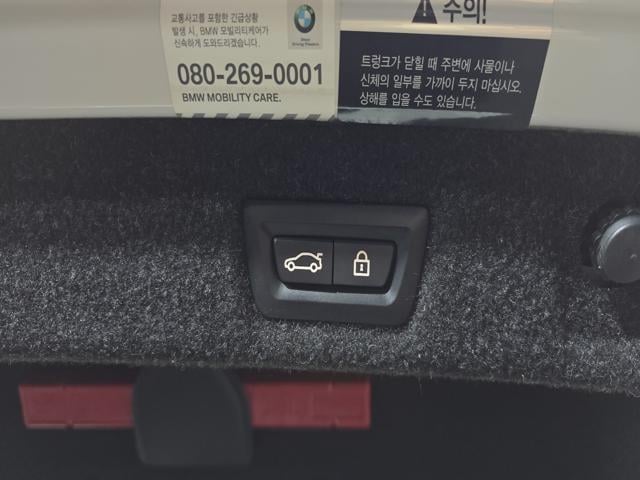 교통사고를 포함한 긴급상황
발생 시, BMW 모빌리티케어가
신속하게 도와드리겠습니다.
080-269-0001
BMW MOBILITY CARE.
BMW
Driving Pleasure
주의!
트렁크가 닫힐 때 주변에 사물이나
신체의 일부를 가까이 두지 마십시오.
상해를 입을 수도 있습니다.